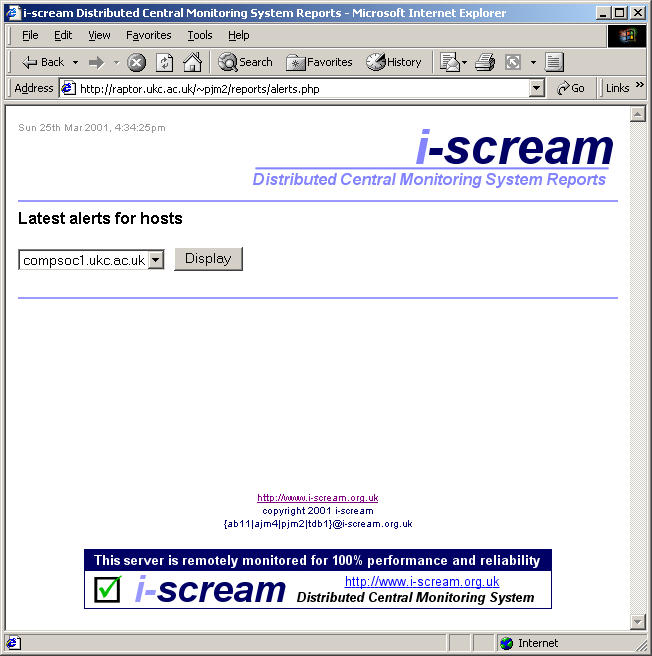 i-scream Distributed Central Monitoring System Reports - Microsoft Internet Explorer
File Edit View Favorites Tools Help
Back Search Favorites History
Address http://raptor.ukc.ac.uk/~pjm2/reports/alerts.php Go Links »
Sun 25th Mar 2001, 4:34:25pm
i-scream
Distributed Central Monitoring System Reports
Latest alerts for hosts
compsoc1.ukc.ac.uk Display
http://www.i-scream.org.uk
copyright 2001 i-scream
{ab11|ajm4|pjm2|tdb1}@i-scream.org.uk
This server is remotely monitored for 100% performance and reliability
i-scream http://www.i-scream.org.uk
Distributed Central Monitoring System
Internet